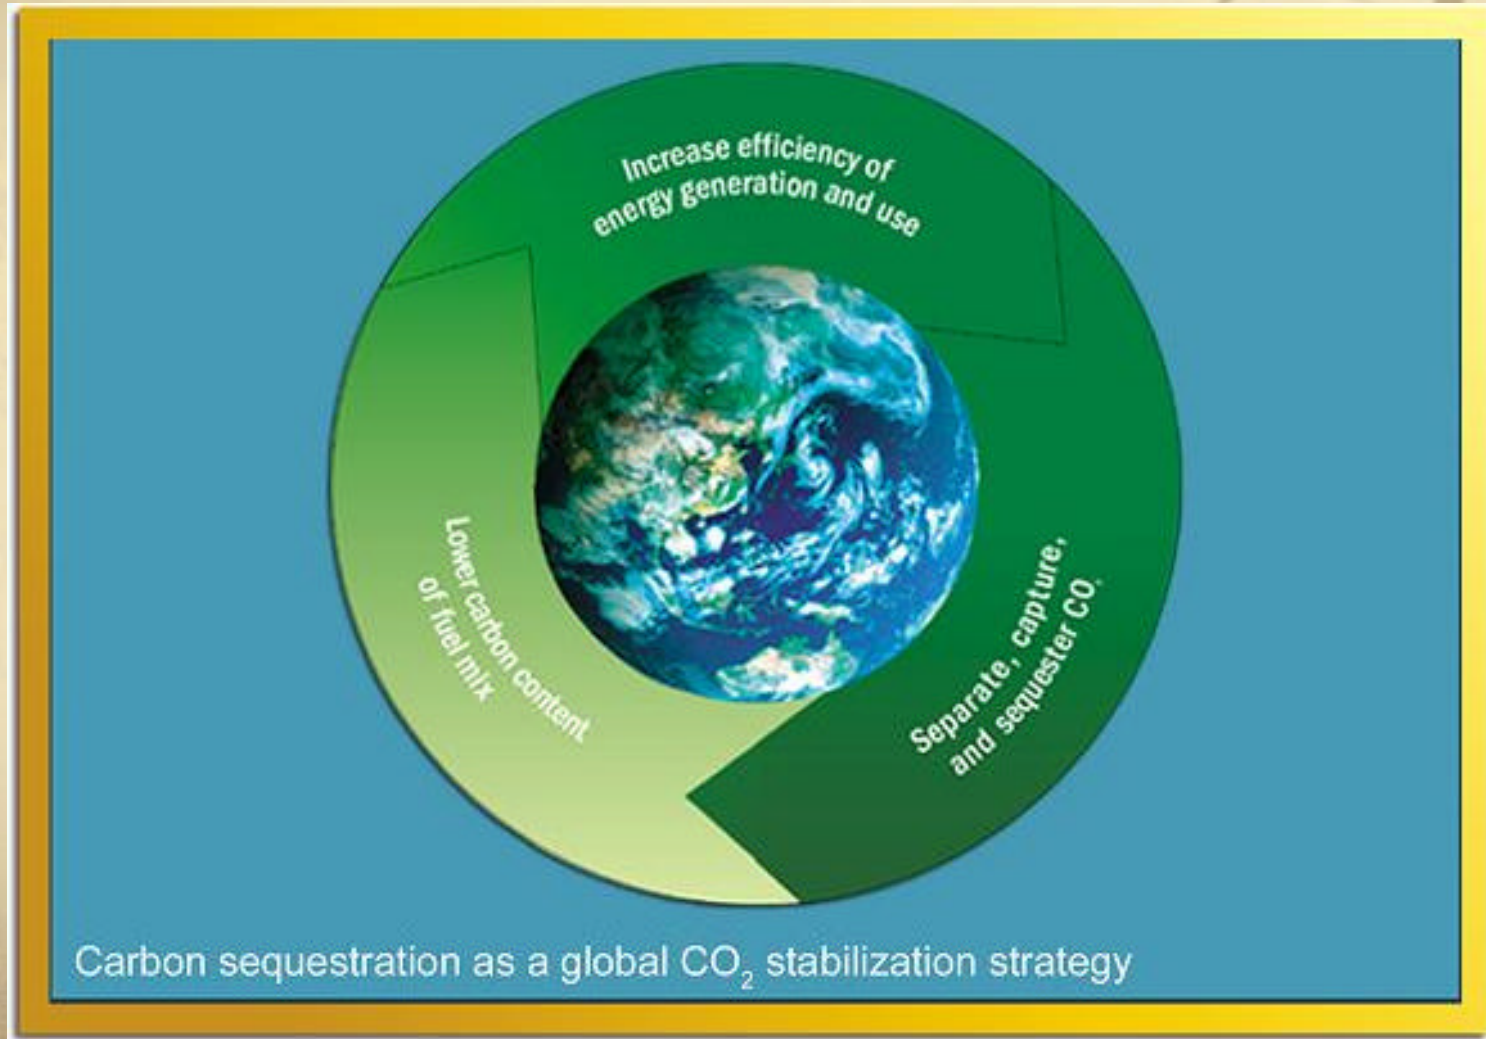 Increase efficiency of
energy generation and use
Lower carbon content
of fuel mix
Separate, capture,
and sequester CO₂
Carbon sequestration as a global CO₂ stabilization strategy